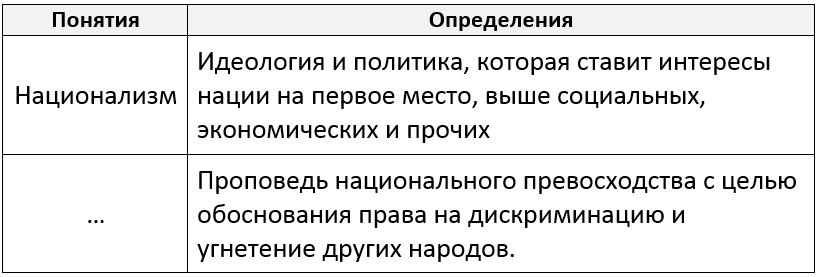 Понятия Определения
Национализм
Идеология и политика, которая ставит интересы
нации на первое место, выше социальных,
экономических и прочих
...
Проповедь национального превосходства с целью
обоснования права на дискриминацию и
угнетение других народов.